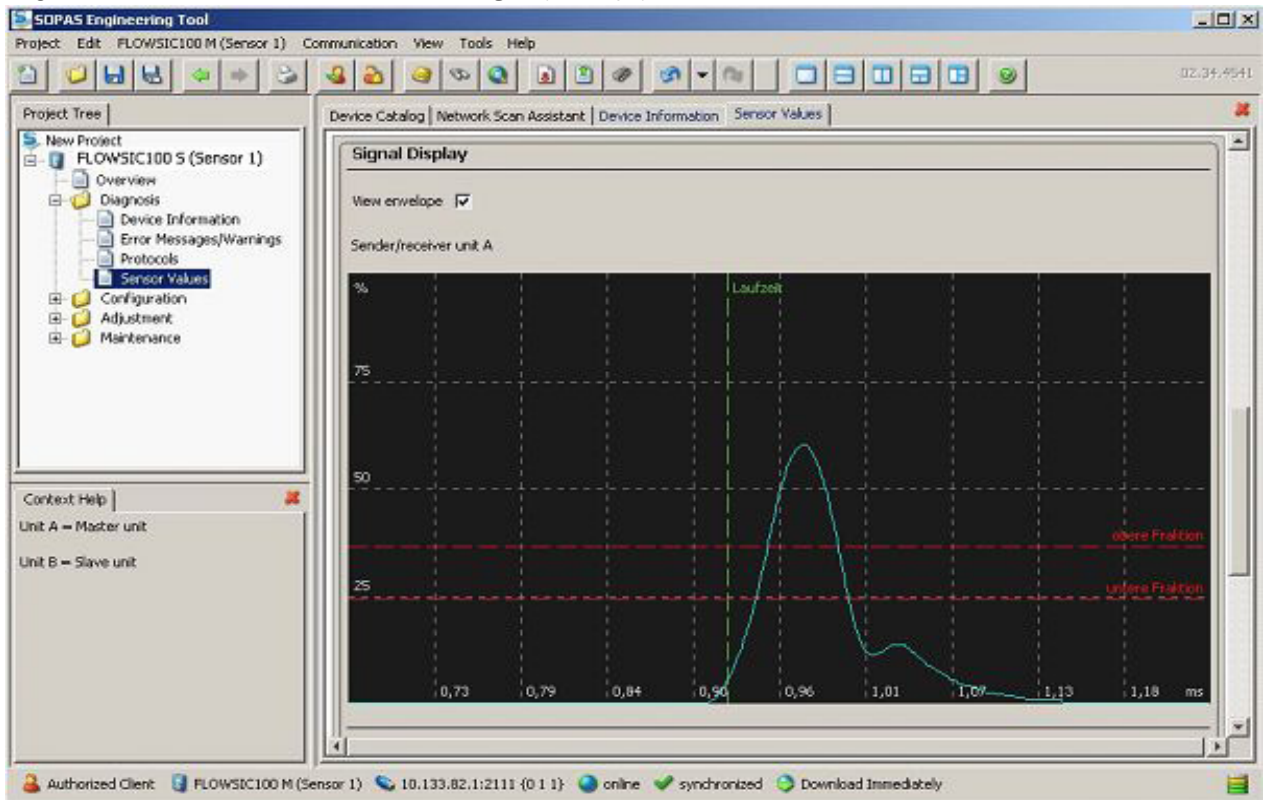 SOPAS Engineering Tool
Project Edit FLOWSIC100 M (Sensor 1) Communication View Tools Help
02.34.4541
Project Tree
New Project
FLOWSIC100 S (Sensor 1)
Overview
Diagnosis
Device Information
Error Messages/Warnings
Protocols
Sensor Values
Configuration
Adjustment
Maintenance
Context Help
Unit A = Master unit
Unit B = Slave unit
Device Catalog Network Scan Assistant Device Information Sensor Values
Signal Display
View envelope
Sender/receiver unit A
%
Laufzeit
75
50
obere Fraktion
25
untere Fraktion
0,73 0,79 0,84 0,90 0,96 1,01 1,07 1,13 1,18 ms
Authorized Client FLOWSIC100 M (Sensor 1) 10.133.82.1:2111 {0 1 1} online synchronized Download Immediately